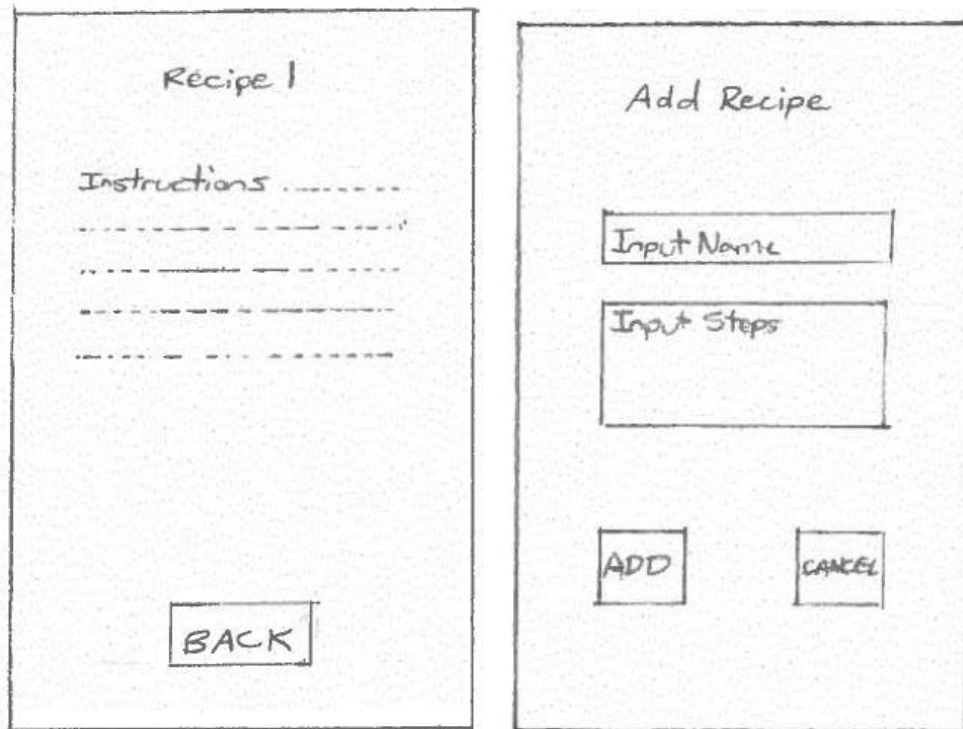 Recipe 1
Instructions
BACK
Add Recipe
Input Name
Input Steps
ADD
CANCEL